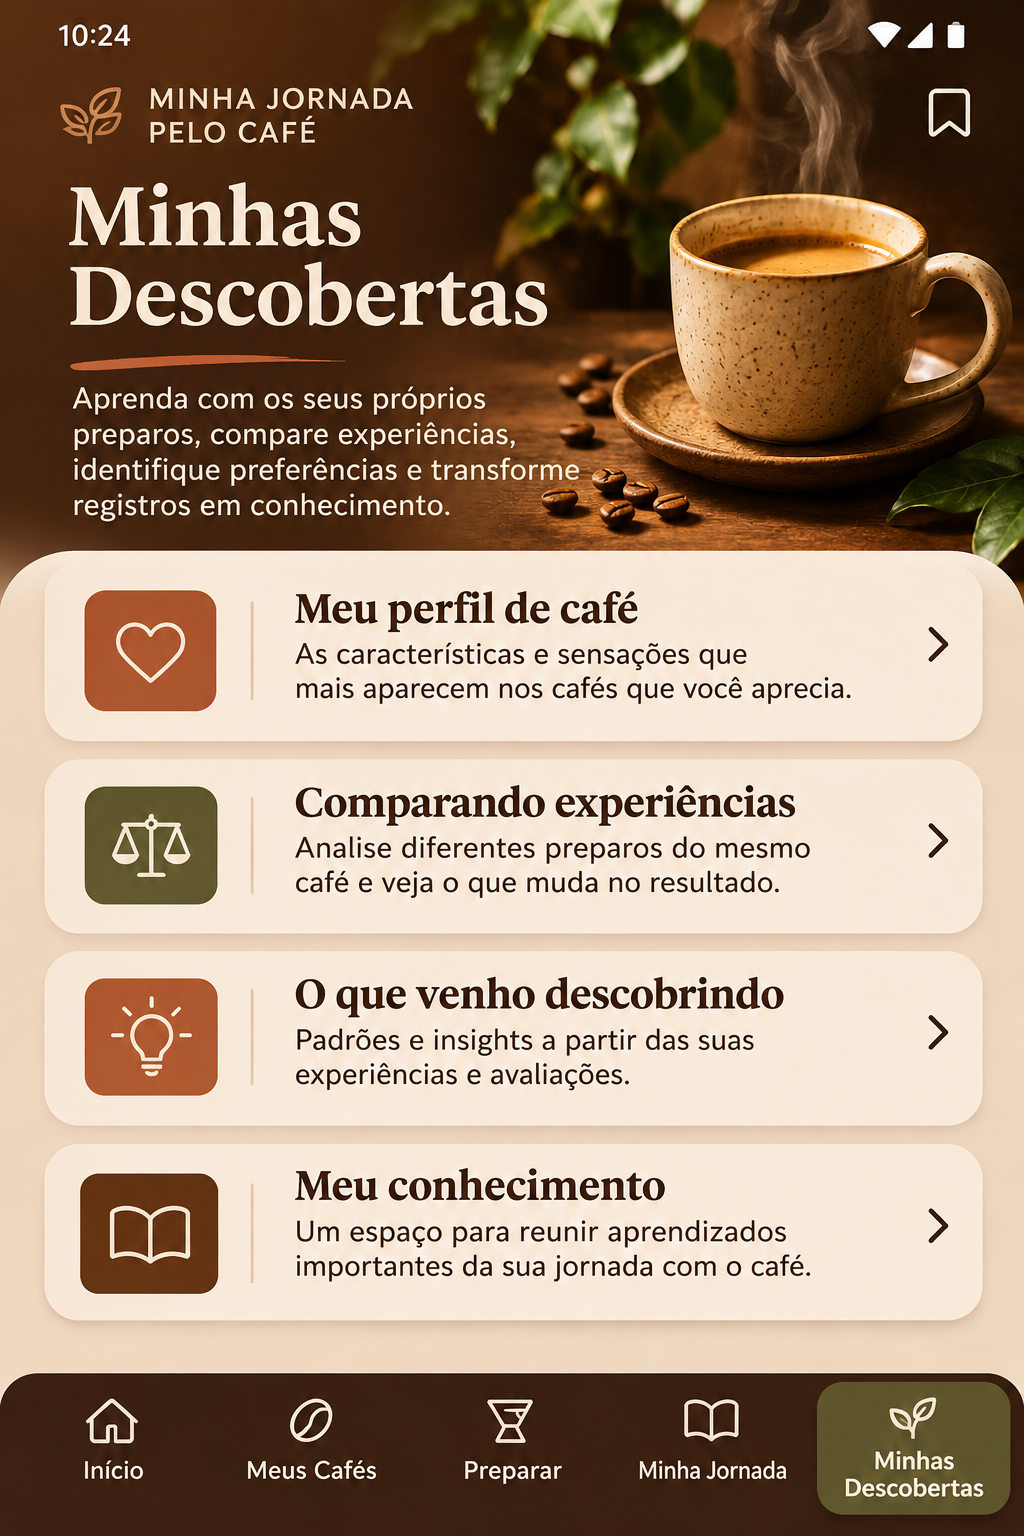 10:24
MINHA JORNADA
PELO CAFÉ
Minhas
Descobertas
Aprenda com os seus próprios
preparos, compare experiências,
identifique preferências e transforme
registros em conhecimento.
Meu perfil de café
As características e sensações que
mais aparecem nos cafés que você aprecia.
Comparando experiências
Analise diferentes preparos do mesmo
café e veja o que muda no resultado.
O que venho descobrindo
Padrões e insights a partir das suas
experiências e avaliações.
Meu conhecimento
Um espaço para reunir aprendizados
importantes da sua jornada com o café.
Início
Meus Cafés
Preparar
Minha Jornada
Minhas
Descobertas